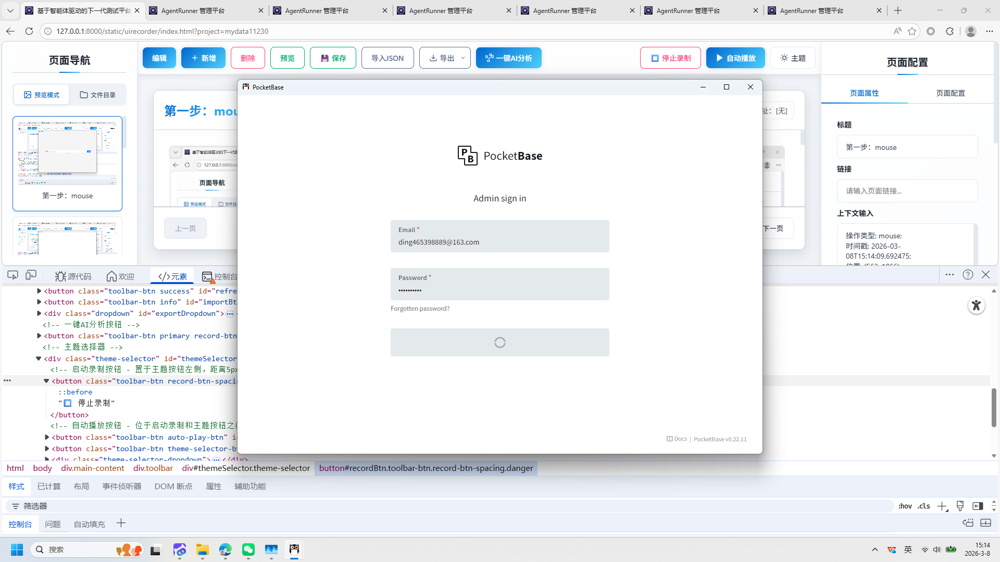 基于智能体驱动的下一代测试平台
AgentRunner 管理平台
AgentRunner 管理平台
AgentRunner 管理平台
AgentRunner 管理平台
AgentRunner 管理平台
AgentRunner 管理平台
127.0.0.1:8000/static/uirecorder/index.html?project=mydata11230
页面导航
预览模式
文件目录
第一步：mouse
编辑
新增
删除
预览
保存
导入JSON
导出
一键AI分析
停止录制
自动播放
主题
第一步：mou
址：[无]
基于智能体驱动的下一代
127.0.0.1:8000/st
页面导航
预览模式
文件目
上一页
下一页
页面配置
页面属性
页面配置
标题
第一步：mouse
链接
请输入页面链接...
上下文输入
操作类型: mouse;
时间戳: 2026-03-
08T15:14:09.692475;
PocketBase
PB
PocketBase
Admin sign in
Email *
ding465398889@163.com
Password *
••••••••••
Forgotten password?
Docs | PocketBase v0.22.11
源代码
欢迎
</>元素
控制台
<button class="toolbar-btn success" id="refre
<button class="toolbar-btn info" id="importBt
<div class="dropdown" id="exportDropdown">
<!-- 一键AI分析按钮 -->
<button class="toolbar-btn primary record-btn
<!-- 主题选择器 -->
<div class="theme-selector" id="themeSelector
<!-- 启动录制按钮 - 置于主题按钮左侧，距离5px
<button class="toolbar-btn record-btn-spaci
::before
" 停止录制"
</button>
<!-- 自动播放按钮 - 位于启动录制和主题按钮之间
<button class="toolbar-btn auto-play-btn" i
<button class="toolbar-btn theme-selector-b
<div class="theme-selector-dropdown"> </div>
html body div.main-content div.toolbar div#themeSelector.theme-selector button#recordBtn.toolbar-btn.record-btn-spacing.danger
样式 已计算 布局 事件侦听器 DOM 断点 属性 辅助功能
筛选器
:hov .cls
控制台 问题 自动填充
搜索
英
15:14
2026-3-8